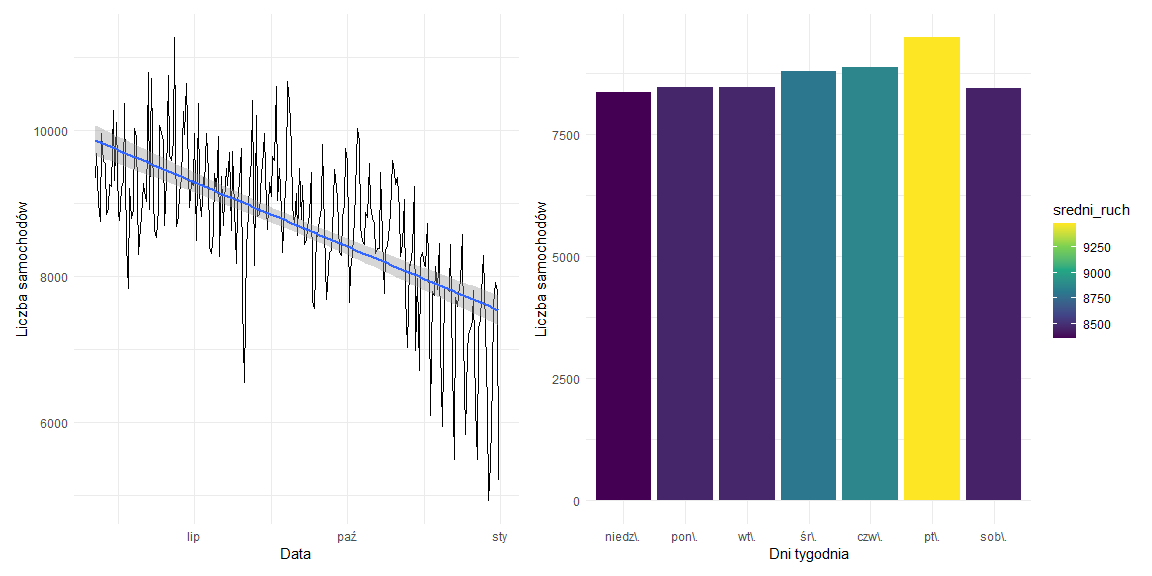 Liczba samochodów
10000
8000
6000
lip
paź
sty
Data
Liczba samochodów
7500
5000
2500
0
niedz\.
pon\.
wt\.
śr\.
czw\.
pt\.
sob\.
Dni tygodnia
sredni_ruch
9250
9000
8750
8500